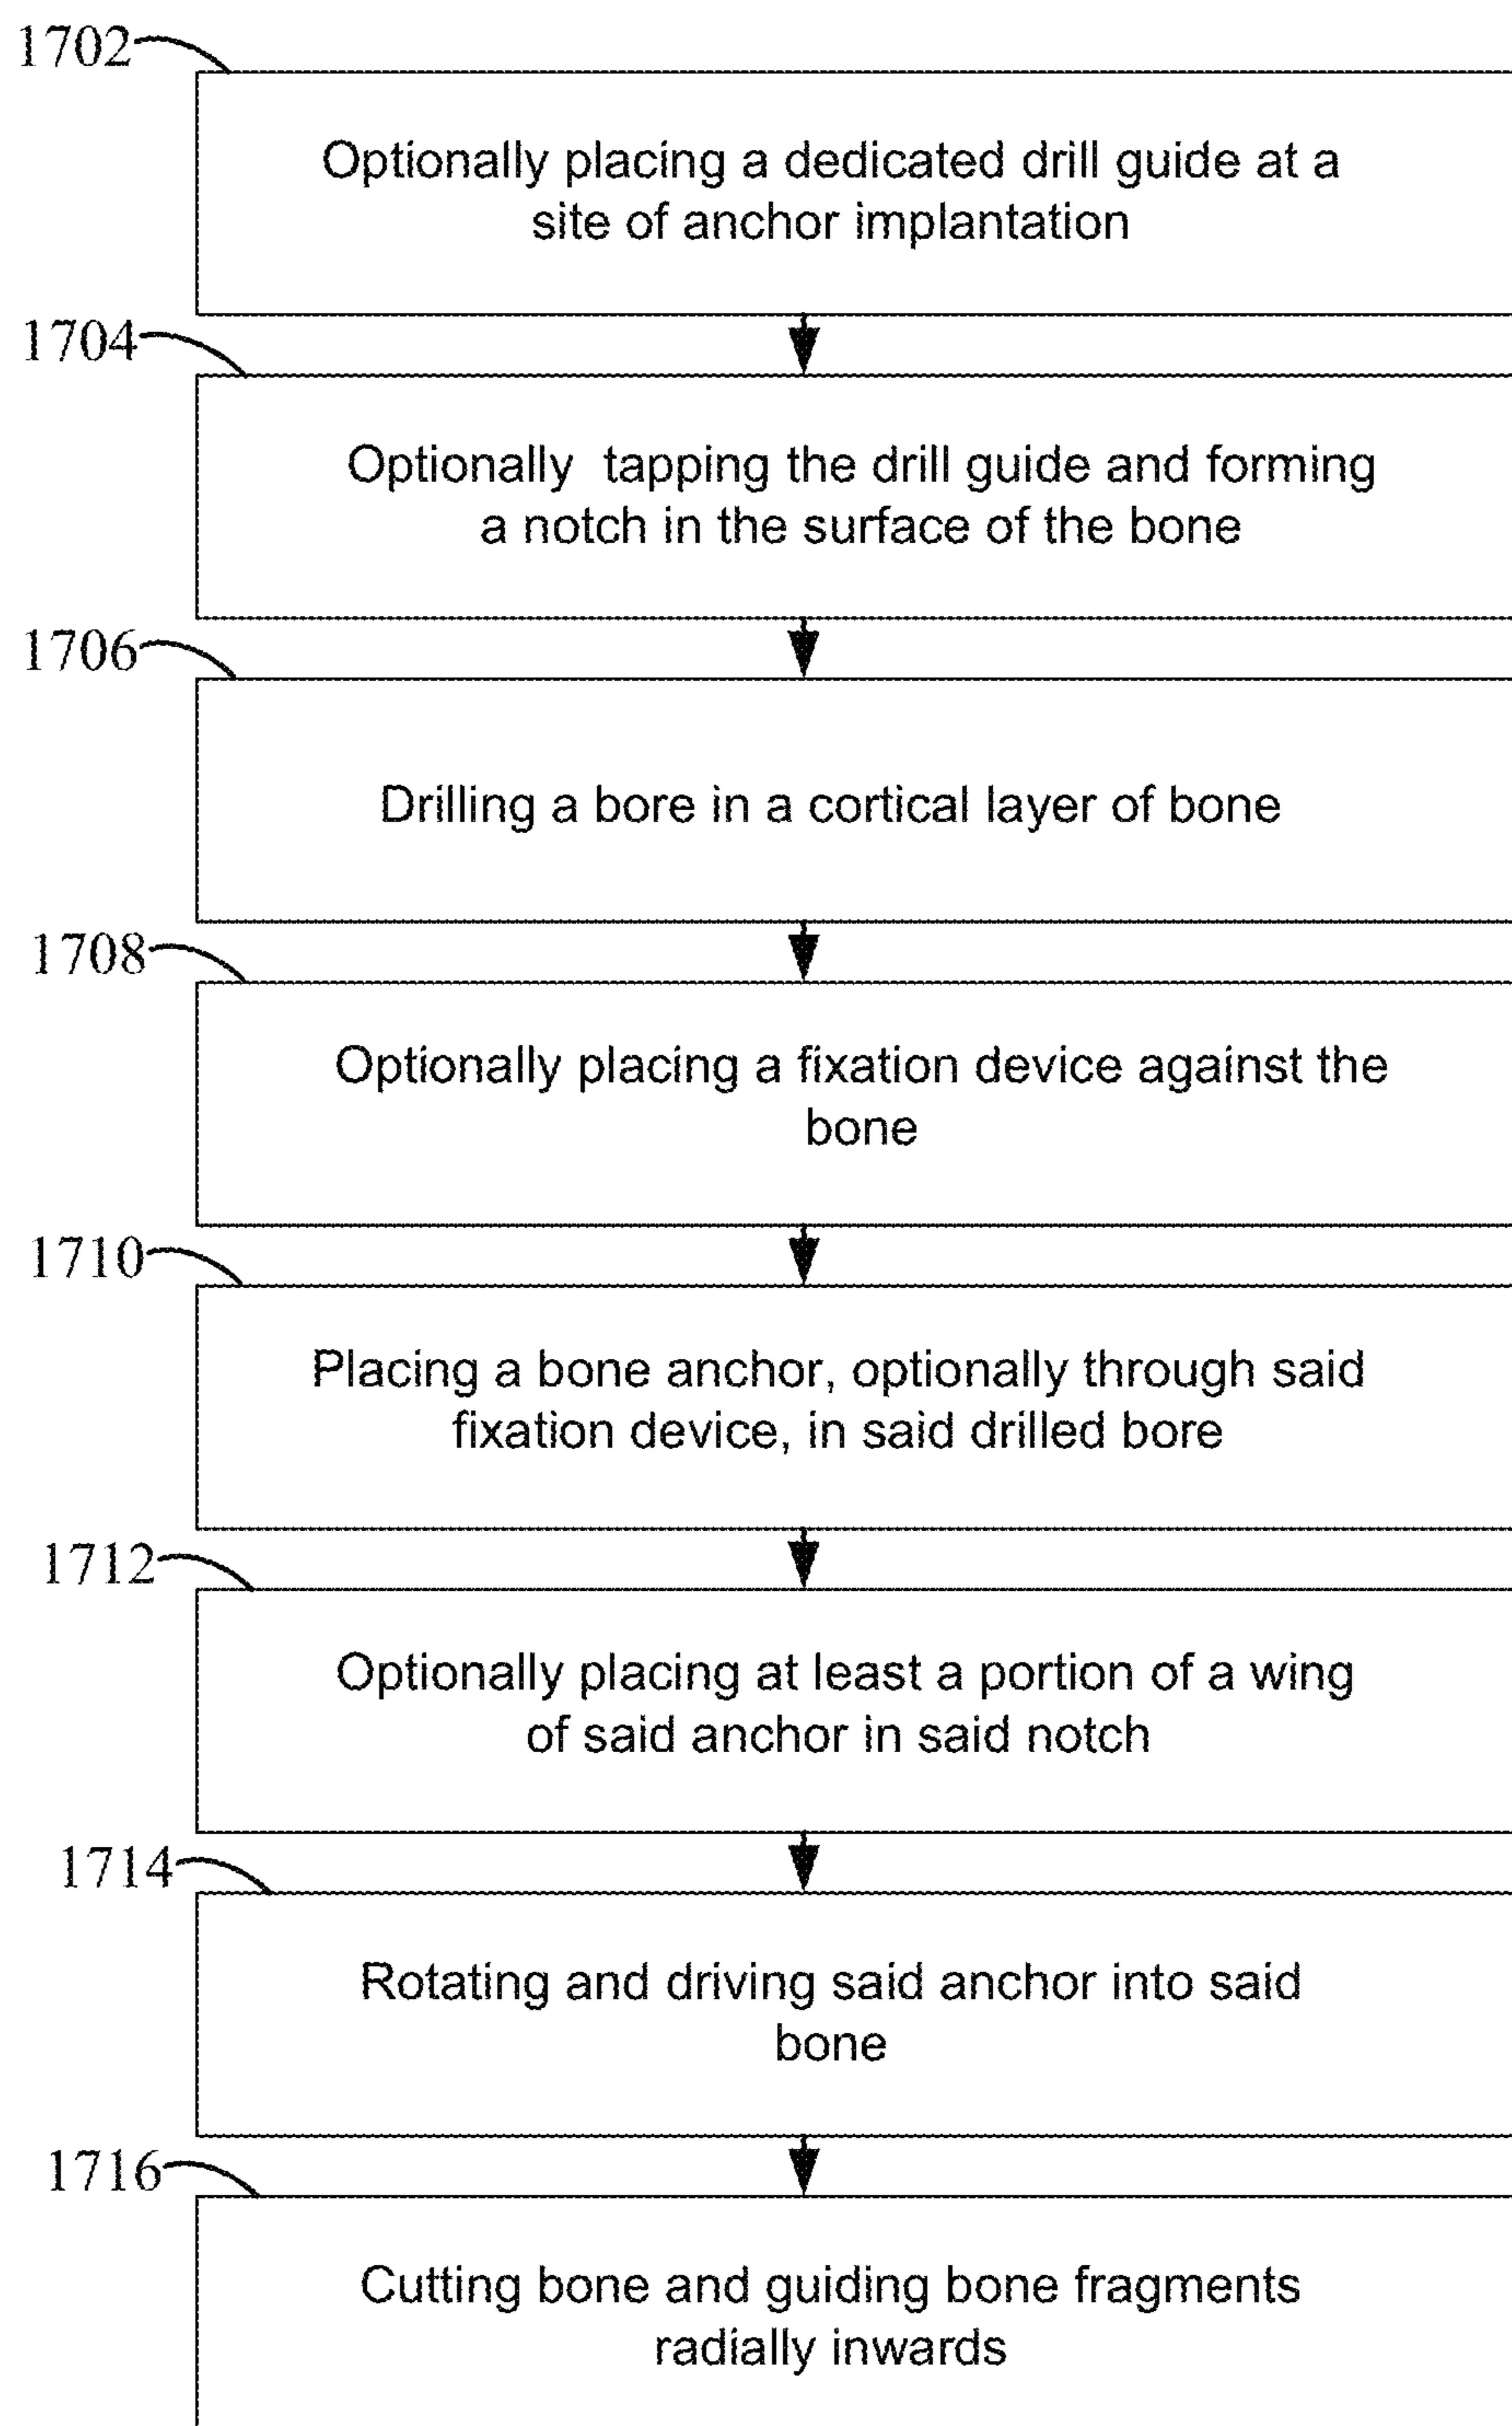 1702
Optionally placing a dedicated drill guide at a
site of anchor implantation
1704
Optionally tapping the drill guide and forming
a notch in the surface of the bone
1706
Drilling a bore in a cortical layer of bone
1708
Optionally placing a fixation device against the
bone
1710
Placing a bone anchor, optionally through said
fixation device, in said drilled bore
1712
Optionally placing at least a portion of a wing
of said anchor in said notch
1714
Rotating and driving said anchor into said
bone
1716
Cutting bone and guiding bone fragments
radially inwards